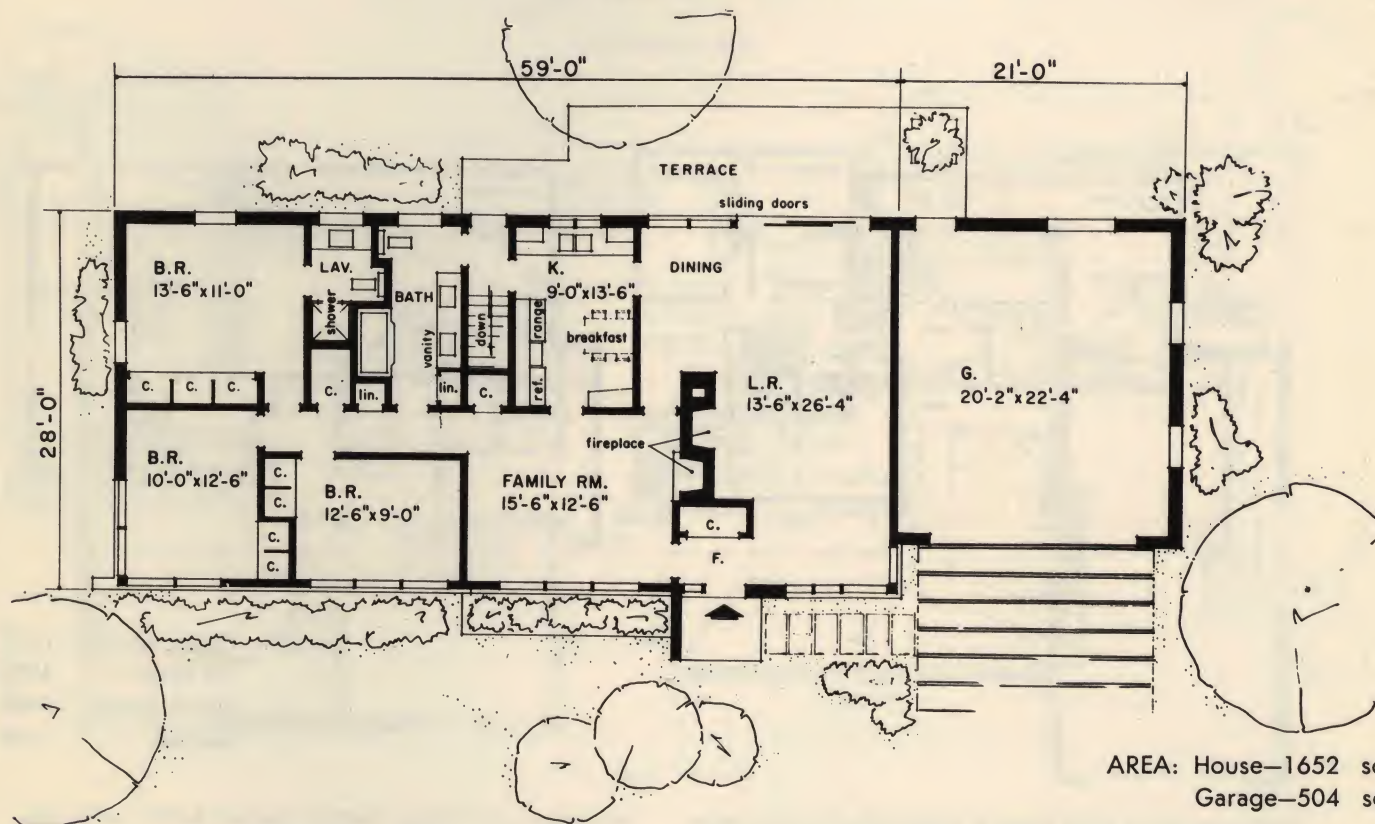 59'-0"
21'-0"
TERRACE
sliding doors
28'-0"
B.R.
13'-6"x11'-0"
LAV.
shower
BATH
vanity
down
K.
9'-0"x13'-6"
range
breakfast
ref.
DINING
L.R.
13'-6"x26'-4"
G.
20'-2"x22'-4"
C.
C.
C.
C.
lin.
lin.
C.
fireplace
B.R.
10'-0"x12'-6"
C.
C.
C.
C.
B.R.
12'-6"x9'-0"
FAMILY RM.
15'-6"x12'-6"
C.
F.
AREA: House—1652
Garage—504